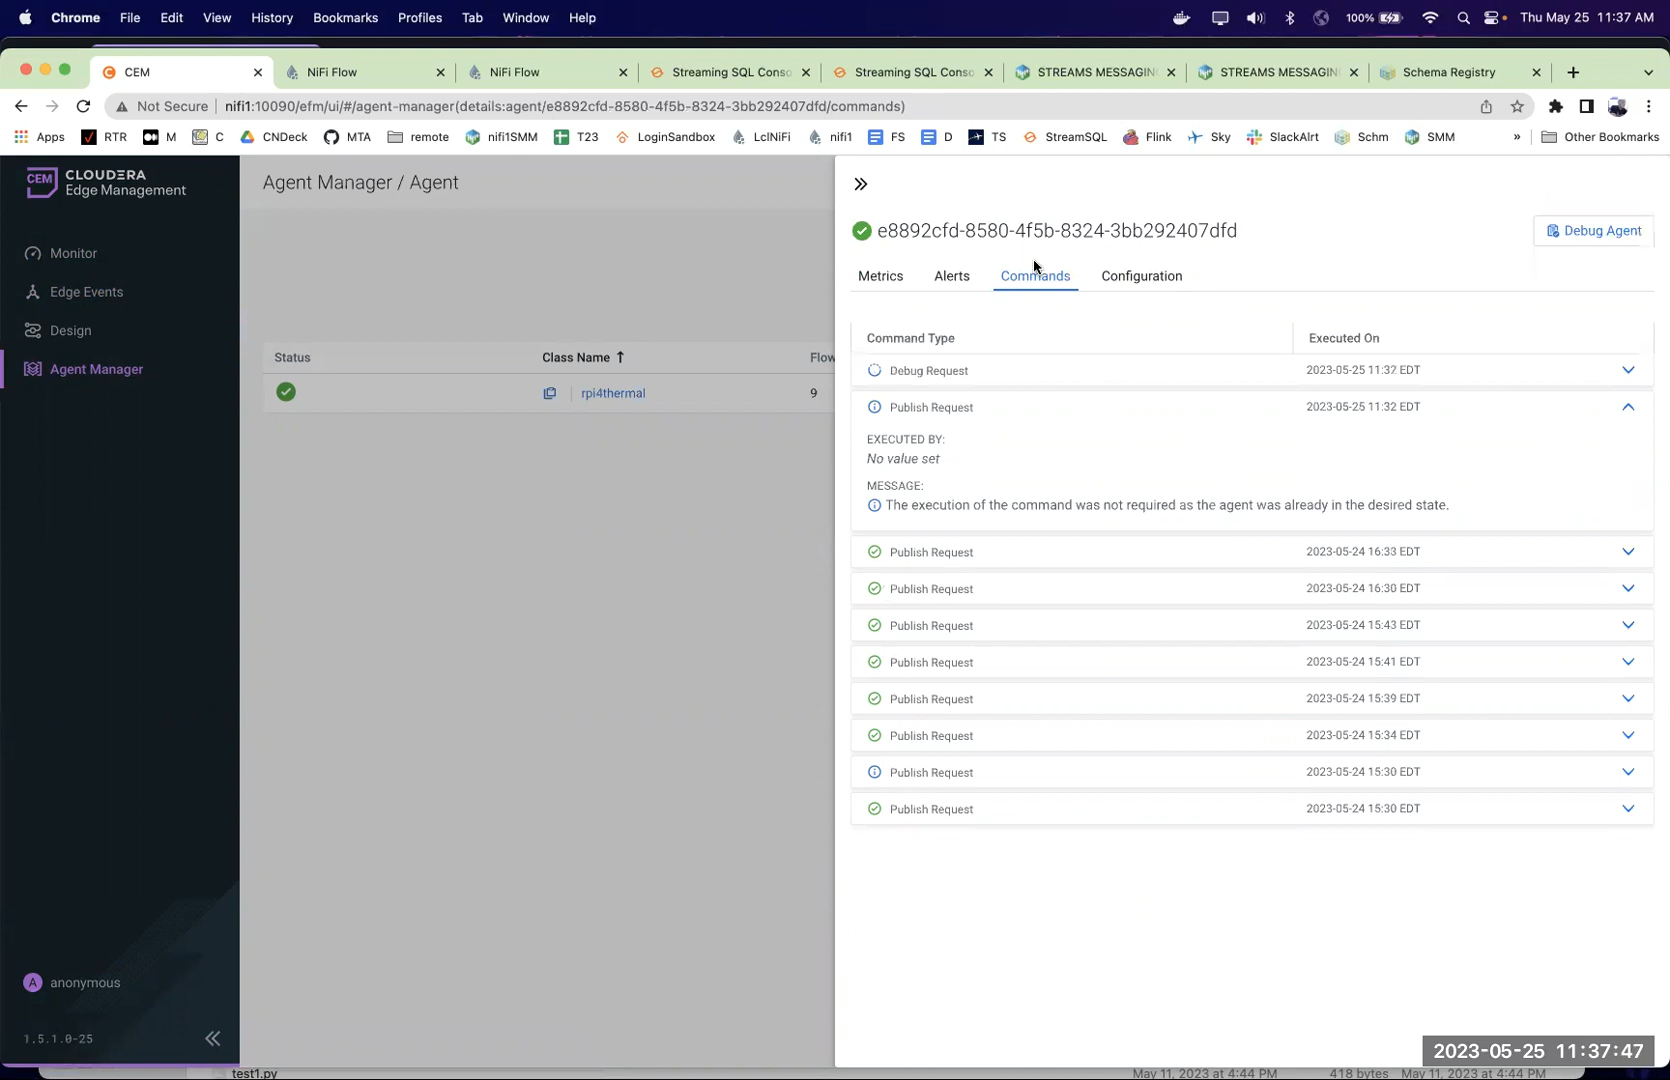 Chrome File Edit View History Bookmarks Profiles Tab Window Help 100% Thu May 25 11:37 AM
CEM NiFi Flow NiFi Flow Streaming SQL Conso Streaming SQL Conso STREAMS MESSAGIN STREAMS MESSAGIN Schema Registry
Not Secure nifi1:10090/efm/ui/#/agent-manager(details:agent/e8892cfd-8580-4f5b-8324-3bb292407dfd/commands)
Apps RTR M C CNDeck MTA remote nifi1SMM T23 LoginSandbox LclNiFi nifi1 FS D TS StreamSQL Flink Sky SlackAlrt Schm SMM » Other Bookmarks
CEM CLOUDERA
Edge Management
Monitor
Edge Events
Design
Agent Manager
A anonymous
1.5.1.0-25
Agent Manager / Agent
Status Class Name Flow
rpi4thermal 9
e8892cfd-8580-4f5b-8324-3bb292407dfd
Debug Agent
Metrics Alerts Commands Configuration
Command Type Executed On
Debug Request 2023-05-25 11:37 EDT
Publish Request 2023-05-25 11:32 EDT
EXECUTED BY:
No value set
MESSAGE:
The execution of the command was not required as the agent was already in the desired state.
Publish Request 2023-05-24 16:33 EDT
Publish Request 2023-05-24 16:30 EDT
Publish Request 2023-05-24 15:43 EDT
Publish Request 2023-05-24 15:41 EDT
Publish Request 2023-05-24 15:39 EDT
Publish Request 2023-05-24 15:34 EDT
Publish Request 2023-05-24 15:30 EDT
Publish Request 2023-05-24 15:30 EDT
2023-05-25 11:37:47
test1.py May 11, 2023 at 4:44 PM 418 bytes May 11, 2023 at 4:44 PM